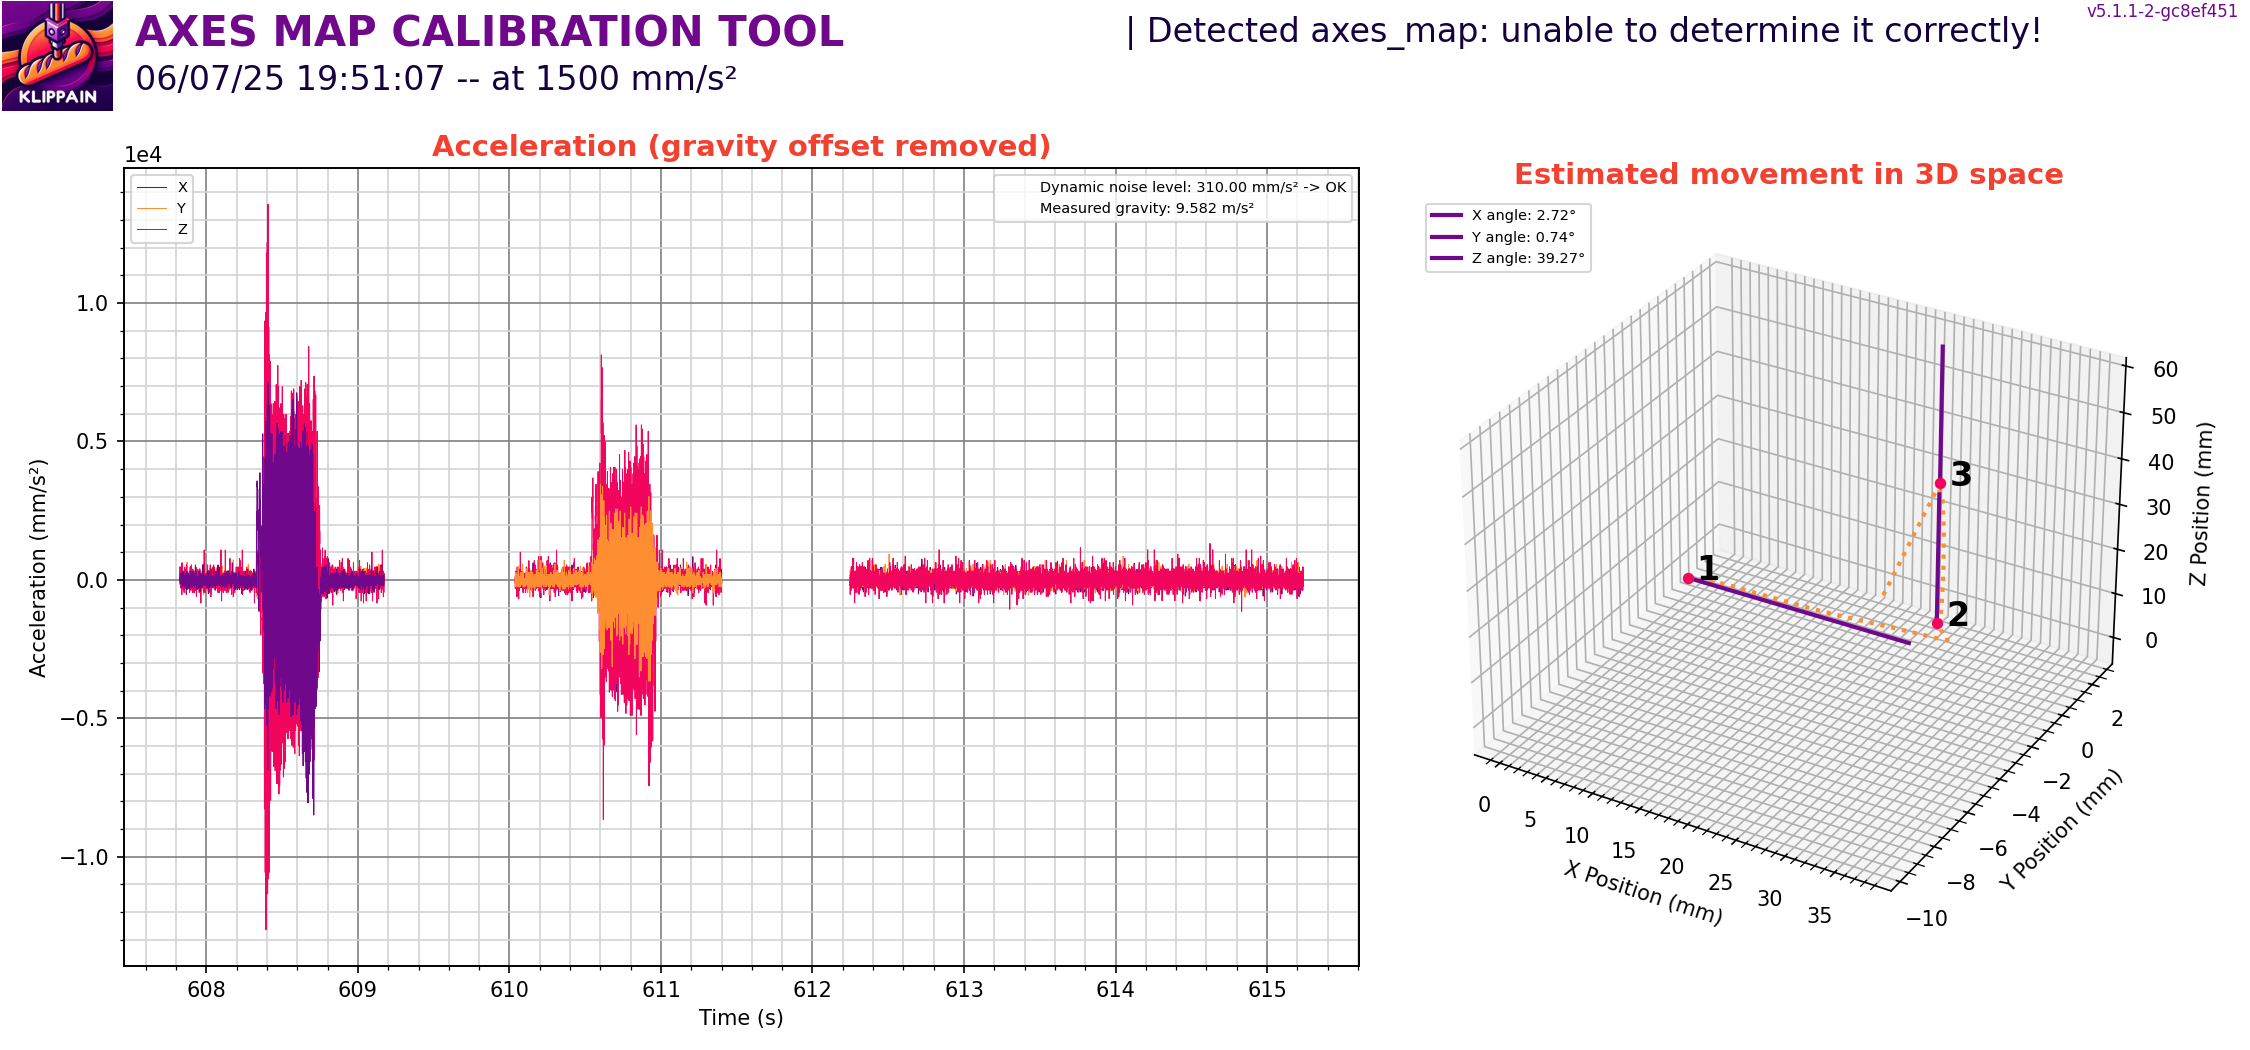 KLIPPAIN
AXES MAP CALIBRATION TOOL
06/07/25 19:51:07 -- at 1500 mm/s²
| Detected axes_map: unable to determine it correctly!
v5.1.1-2-gc8ef451
Acceleration (gravity offset removed)
1e4
X
Y
Z
Dynamic noise level: 310.00 mm/s² -> OK
Measured gravity: 9.582 m/s²
1.0
0.5
0.0
−0.5
−1.0
Acceleration (mm/s²)
608 609 610 611 612 613 614 615
Time (s)
Estimated movement in 3D space
X angle: 2.72°
Y angle: 0.74°
Z angle: 39.27°
1
2
3
60
50
40
30
20
10
0
Z Position (mm)
2
0
−2
−4
−6
−8
−10
Y Position (mm)
0 5 10 15 20 25 30 35
X Position (mm)